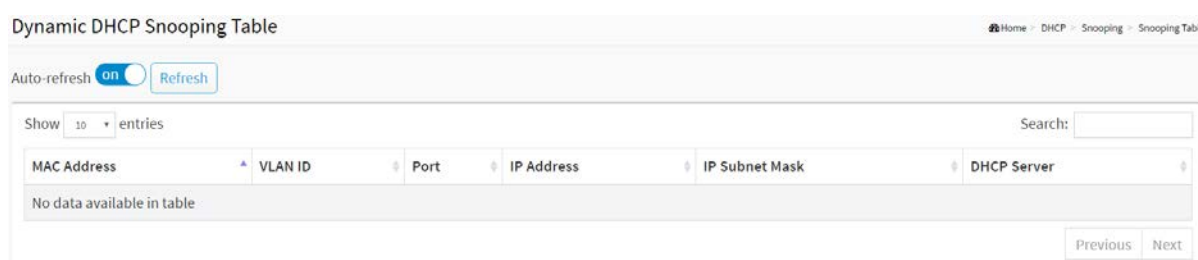 Dynamic DHCP Snooping Table
Home > DHCP > Snooping > Snooping Tab
Auto-refresh on Refresh
Show 10 entries
Search:
MAC Address VLAN ID Port IP Address IP Subnet Mask DHCP Server
No data available in table
Previous Next